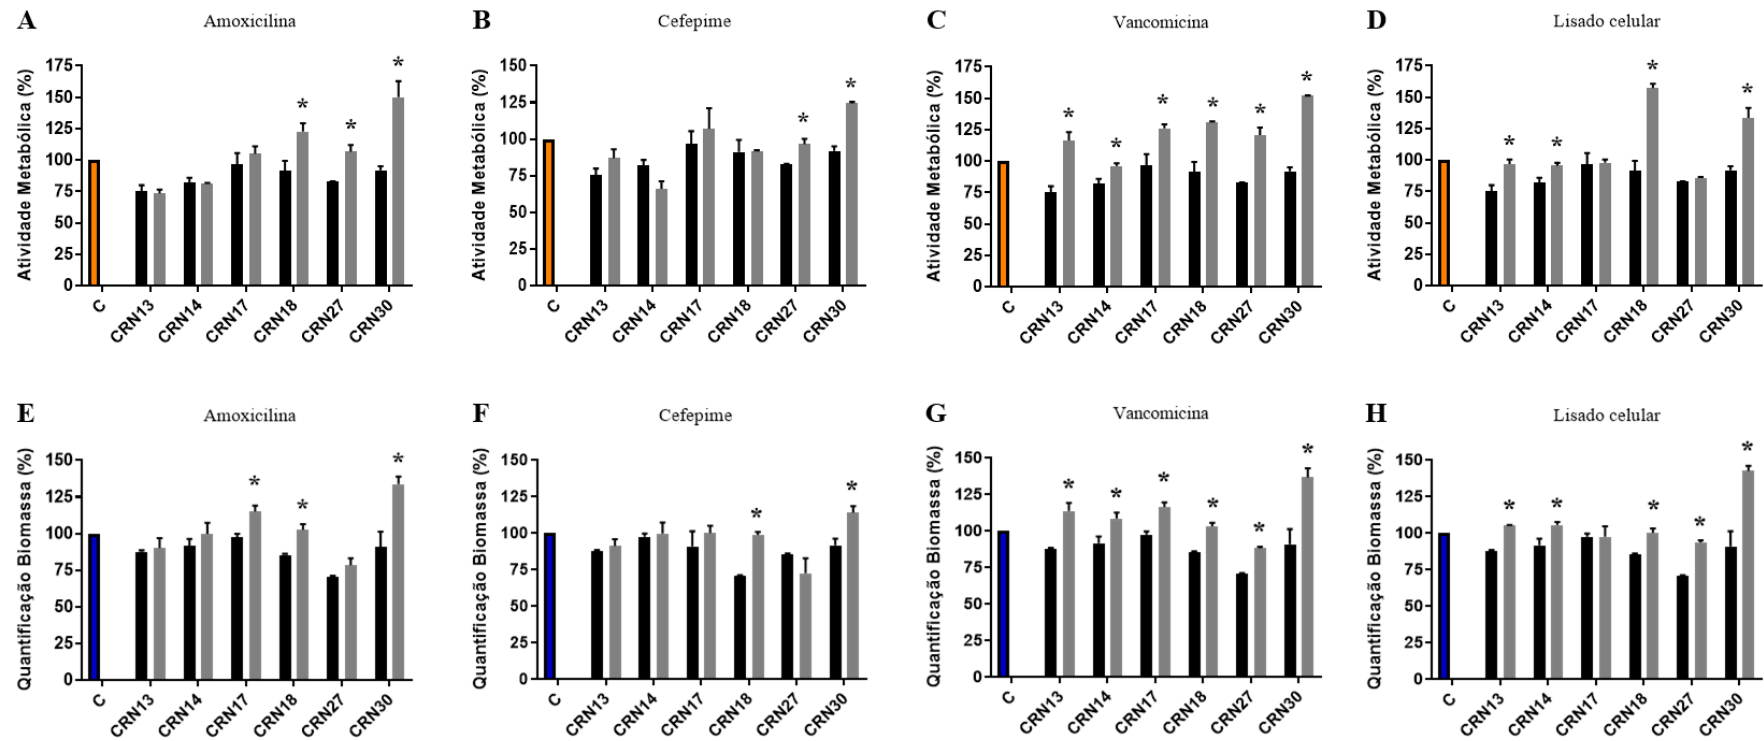 A Amoxicilina
Atividade Metabólica (%)
175
150
125
100
75
50
25
0
C CRN13 CRN14 CRN17 CRN18 CRN27 CRN30
* * *
B Cefepime
Atividade Metabólica (%)
150
125
100
75
50
25
0
C CRN13 CRN14 CRN17 CRN18 CRN27 CRN30
* *
C Vancomicina
Atividade Metabólica (%)
175
150
125
100
75
50
25
0
C CRN13 CRN14 CRN17 CRN18 CRN27 CRN30
* * * * * *
D Lisado celular
Atividade Metabólica (%)
175
150
125
100
75
50
25
0
C CRN13 CRN14 CRN17 CRN18 CRN27 CRN30
* * * *
E Amoxicilina
Quantificação Biomassa (%)
150
125
100
75
50
25
0
C CRN13 CRN14 CRN17 CRN18 CRN27 CRN30
* * *
F Cefepime
Quantificação Biomassa (%)
150
125
100
75
50
25
0
C CRN13 CRN14 CRN17 CRN18 CRN27 CRN30
* *
G Vancomicina
Quantificação Biomassa (%)
150
125
100
75
50
25
0
C CRN13 CRN14 CRN17 CRN18 CRN27 CRN30
* * * * * *
H Lisado celular
Quantificação Biomassa (%)
150
125
100
75
50
25
0
C CRN13 CRN14 CRN17 CRN18 CRN27 CRN30
* * * * *